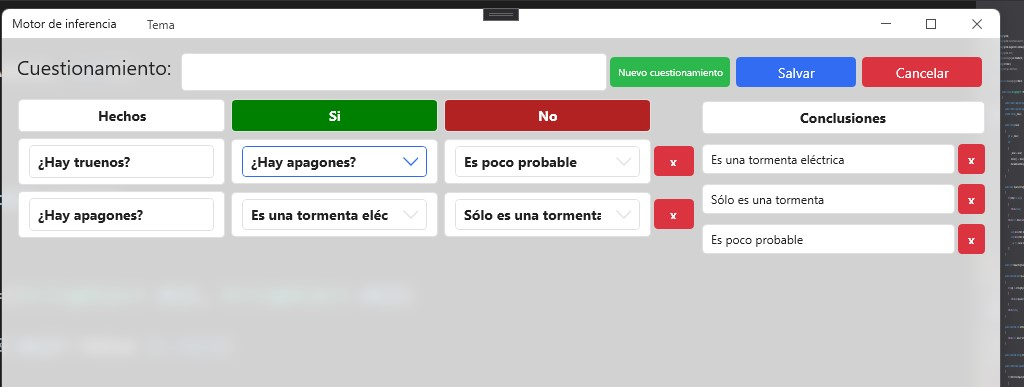 Motor de inferencia Tema
Cuestionamiento: Nuevo cuestionamiento Salvar Cancelar
Hechos Si No Conclusiones
¿Hay truenos? ¿Hay apagones? Es poco probable x
¿Hay apagones? Es una tormenta eléc Sólo es una tormenta x
Es una tormenta eléctrica x
Sólo es una tormenta x
Es poco probable x